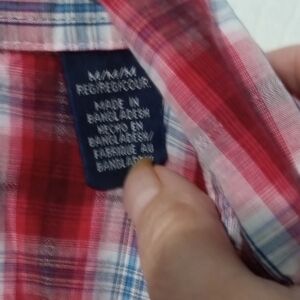 M/M/M
REG/REG/COUR.
MADE IN
BANGLADESH
HECHO EN
BANGLADESH/
FABRIQUÉ AU
BANGLADESH